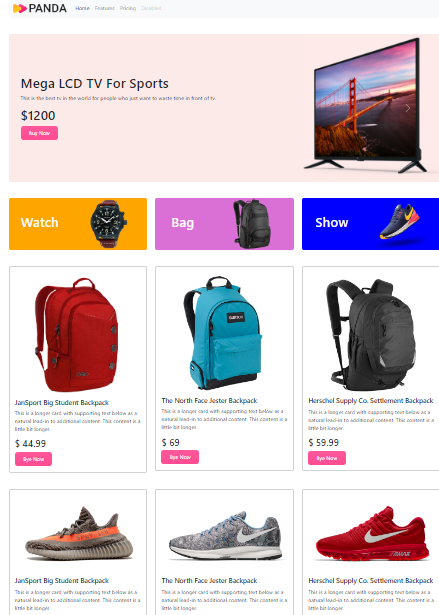 PANDA Home Features Pricing Disabled
Mega LCD TV For Sports
This is the best tv in the world for people who just want to waste time in front of tv.
$1200
Buy Now
Watch Bag Show
JanSport Big Student Backpack
This is a longer card with supporting text below as a
natural lead-in to additional content. This content is a
little bit longer.
$ 44.99
Bye Now
The North Face Jester Backpack
This is a longer card with supporting text below as a
natural lead-in to additional content. This content is a
little bit longer.
$ 69
Bye Now
Herschel Supply Co. Settlement Backpack
This is a longer card with supporting text below as a
natural lead-in to additional content. This content is a
little bit longer.
$ 59.99
Bye Now
JanSport Big Student Backpack
This is a longer card with supporting text below as a
natural lead-in to additional content. This content is a
little bit longer.
The North Face Jester Backpack
This is a longer card with supporting text below as a
natural lead-in to additional content. This content is a
little bit longer.
Herschel Supply Co. Settlement Backpack
This is a longer card with supporting text below as a
natural lead-in to additional content. This content is a
little bit longer.